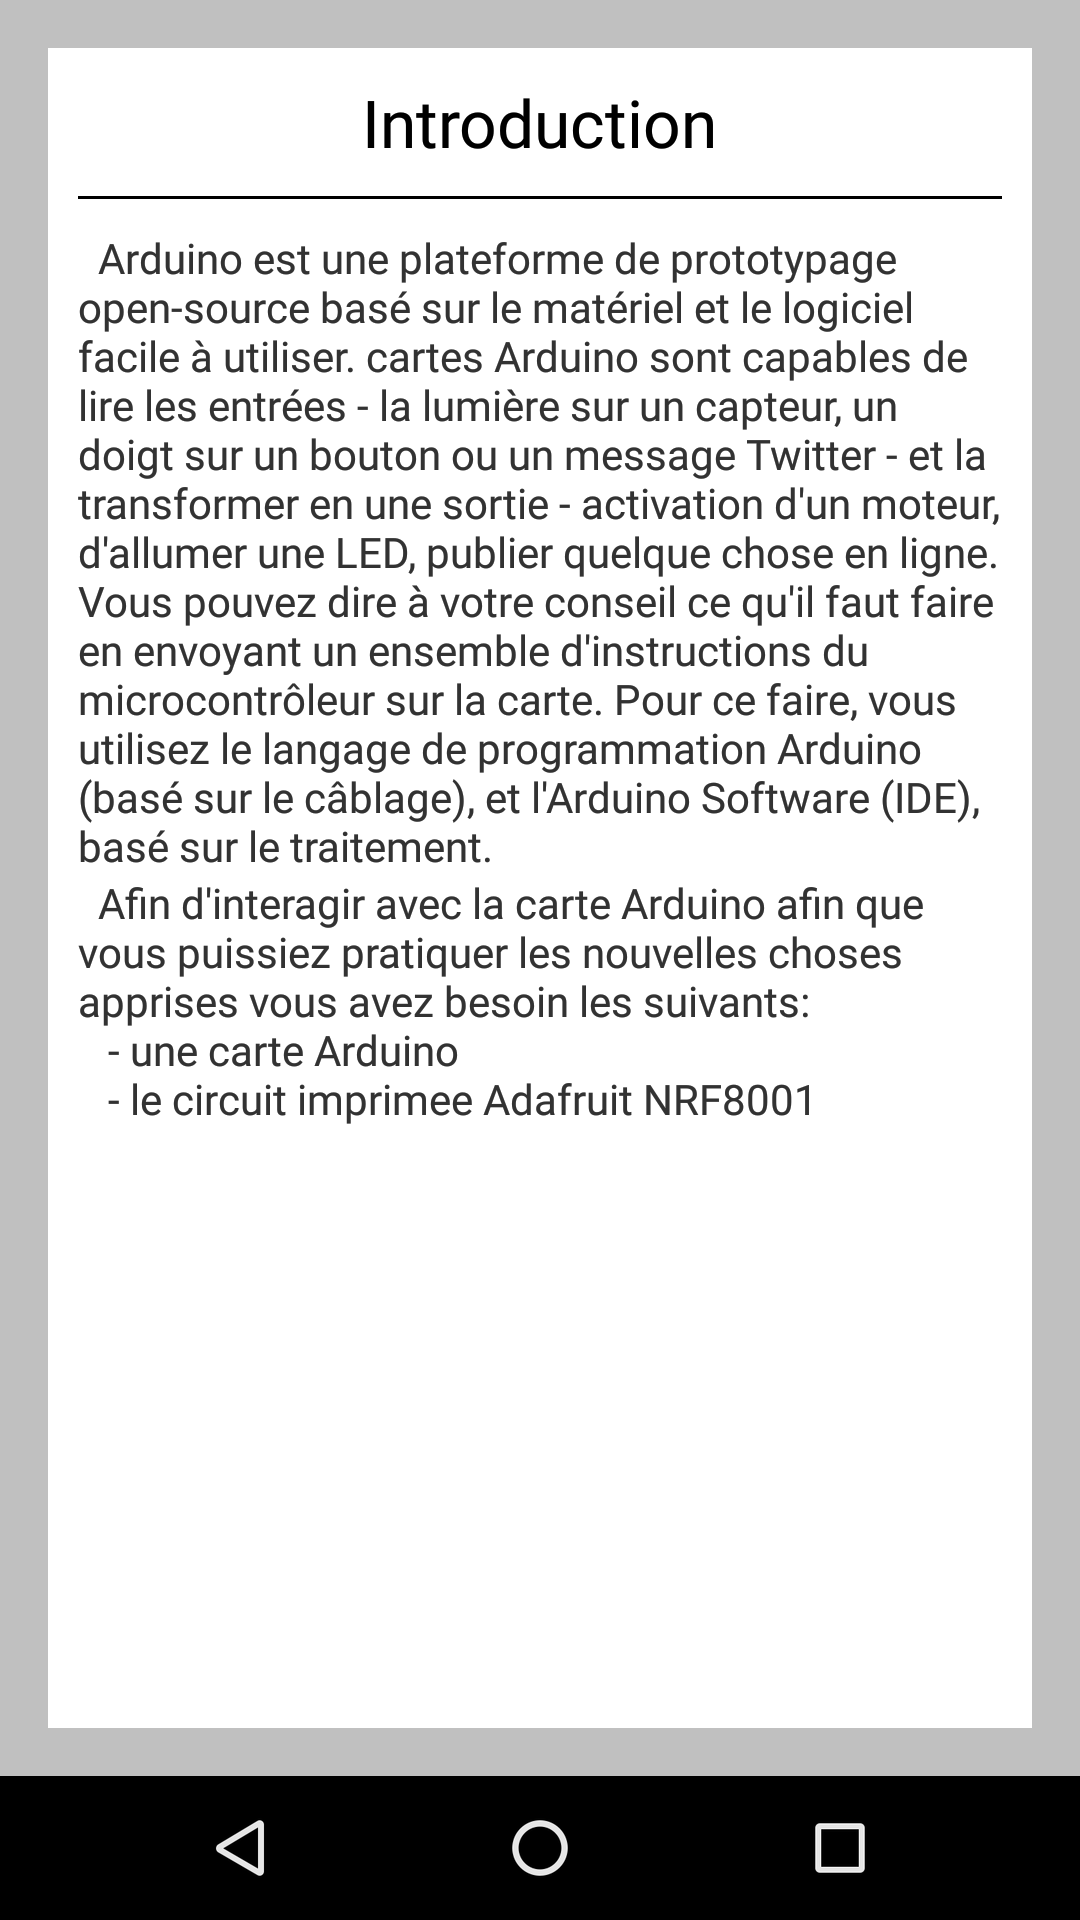 Introduction
Arduino est une plateforme de prototypage
open-source basé sur le matériel et le logiciel
facile à utiliser. cartes Arduino sont capables de
lire les entrées - la lumière sur un capteur, un
doigt sur un bouton ou un message Twitter - et la
transformer en une sortie - activation d'un moteur,
d'allumer une LED, publier quelque chose en ligne.
Vous pouvez dire à votre conseil ce qu'il faut faire
en envoyant un ensemble d'instructions du
microcontrôleur sur la carte. Pour ce faire, vous
utilisez le langage de programmation Arduino
(basé sur le câblage), et l'Arduino Software (IDE),
basé sur le traitement.
Afin d'interagir avec la carte Arduino afin que
vous puissiez pratiquer les nouvelles choses
apprises vous avez besoin les suivants:
- une carte Arduino
- le circuit imprimee Adafruit NRF8001